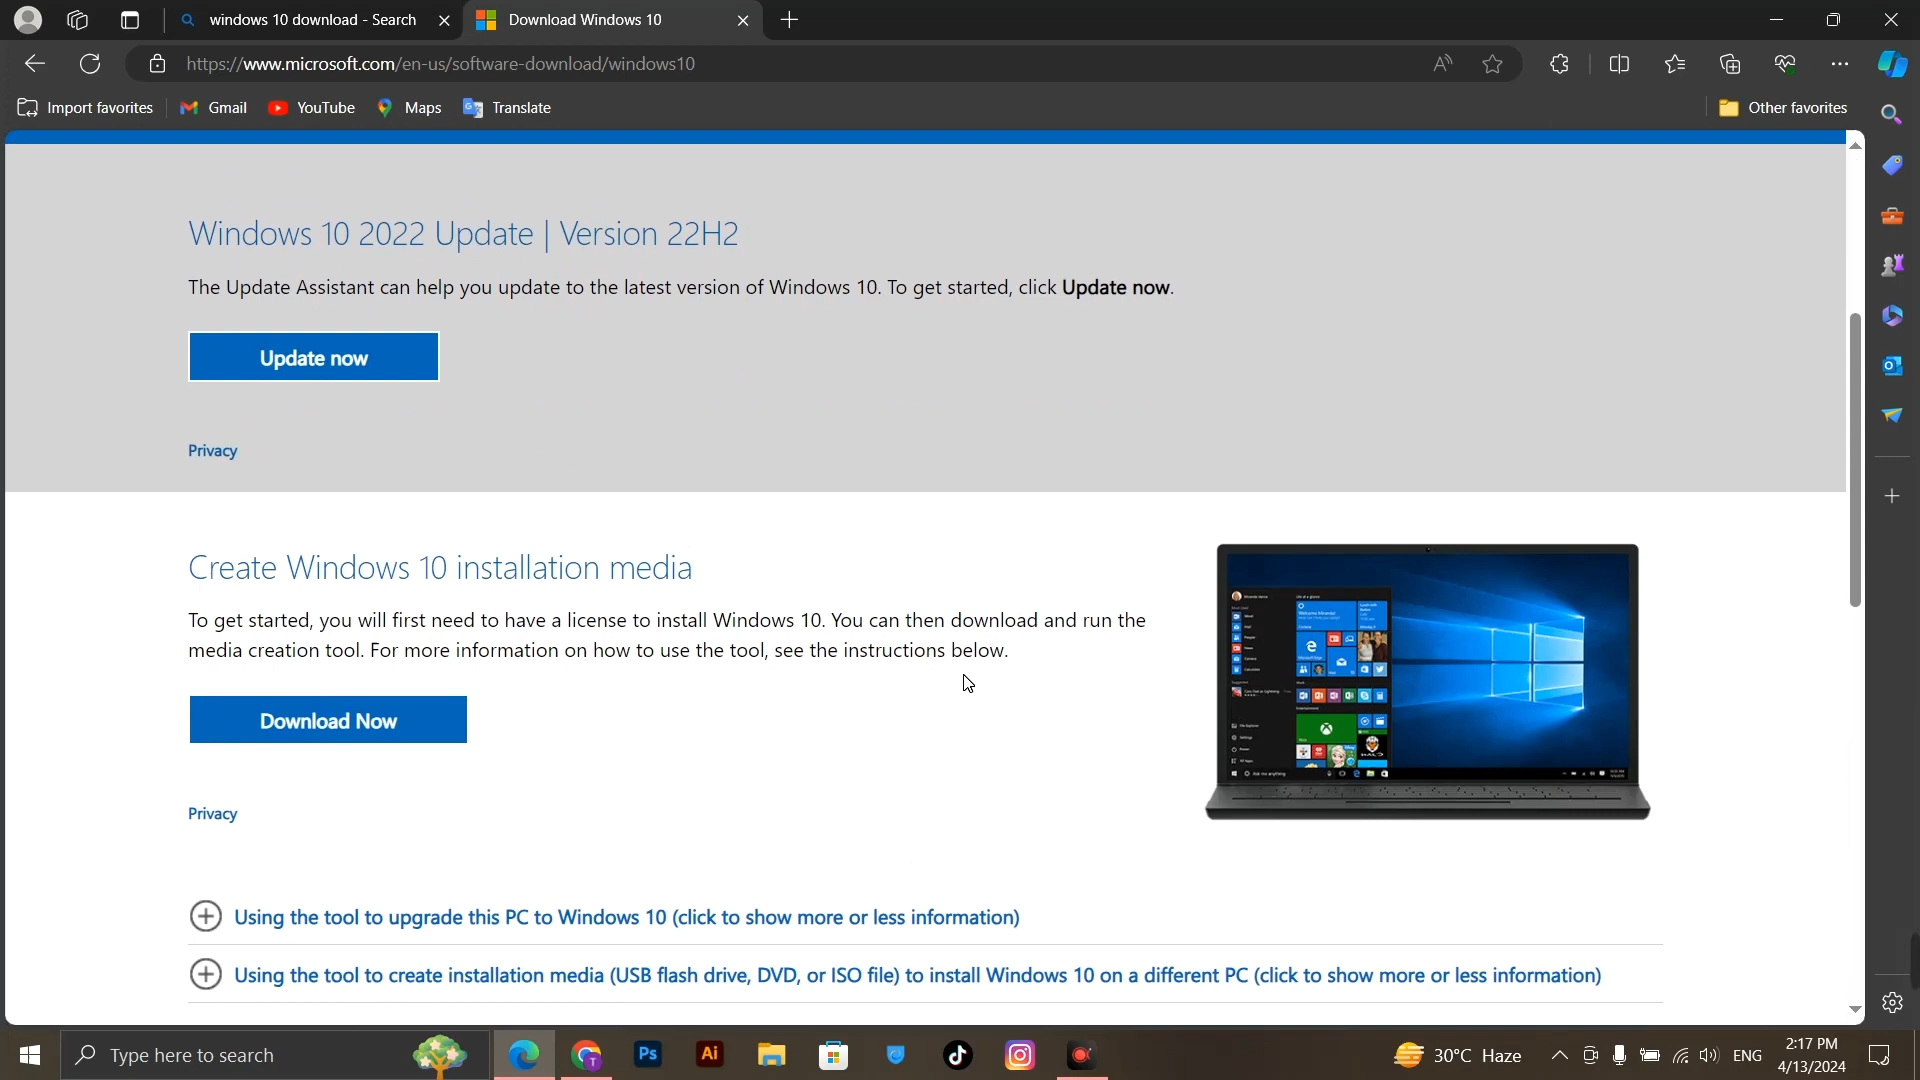 windows 10 download - Search
Download Windows 10
https://www.microsoft.com/en-us/software-download/windows10
Import favorites
Gmail
YouTube
Maps
Translate
Other favorites
Windows 10 2022 Update | Version 22H2
The Update Assistant can help you update to the latest version of Windows 10. To get started, click Update now.
Update now
Privacy
Create Windows 10 installation media
To get started, you will first need to have a license to install Windows 10. You can then download and run the
media creation tool. For more information on how to use the tool, see the instructions below.
Download Now
Privacy
Using the tool to upgrade this PC to Windows 10 (click to show more or less information)
Using the tool to create installation media (USB flash drive, DVD, or ISO file) to install Windows 10 on a different PC (click to show more or less information)
Type here to search
Ps
Ai
T
30°C Haze
ENG
2:17 PM
4/13/2024